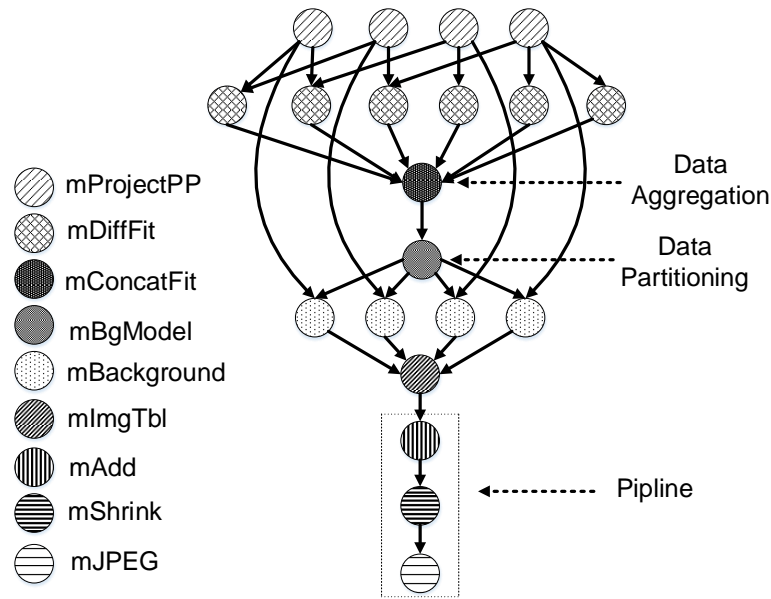 mProjectPP
mDiffFit
mConcatFit
mBgModel
mBackground
mImgTbl
mAdd
mShrink
mJPEG
Data
Aggregation
Data
Partitioning
Pipline